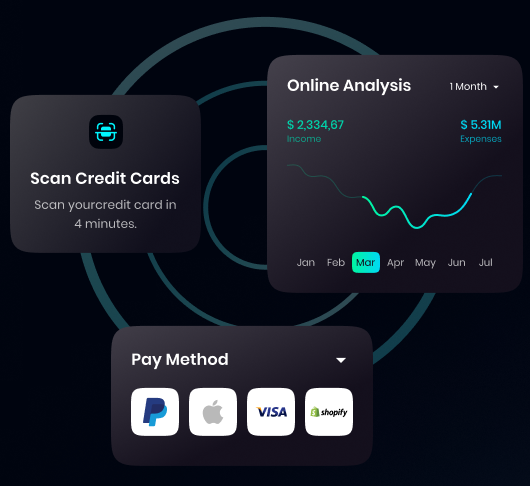 Online Analysis
1 Month
$ 2,334,67
$ 5.31M
Income
Expenses
Jan Feb Mar Apr May Jun Jul
Scan Credit Cards
Scan yourcredit card in
4 minutes.
Pay Method
VISA
shopify